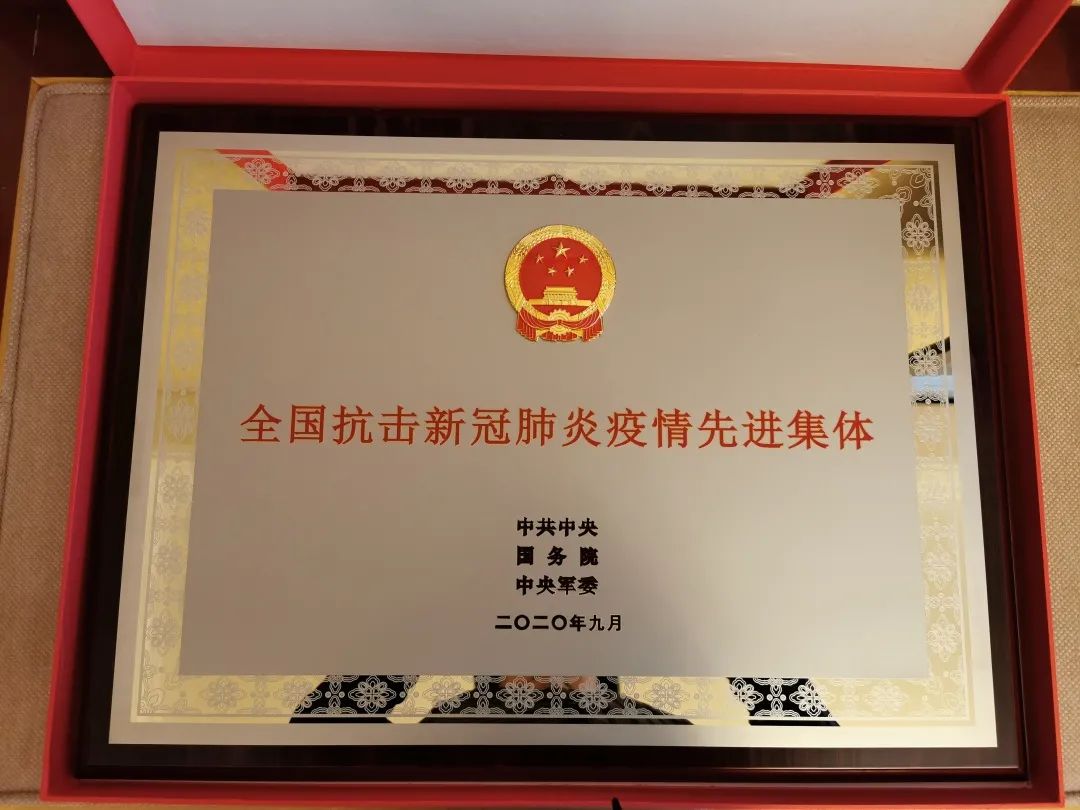 全国抗击新冠肺炎疫情先进集体
中共中央
国务院
中央军委
二〇二〇年九月